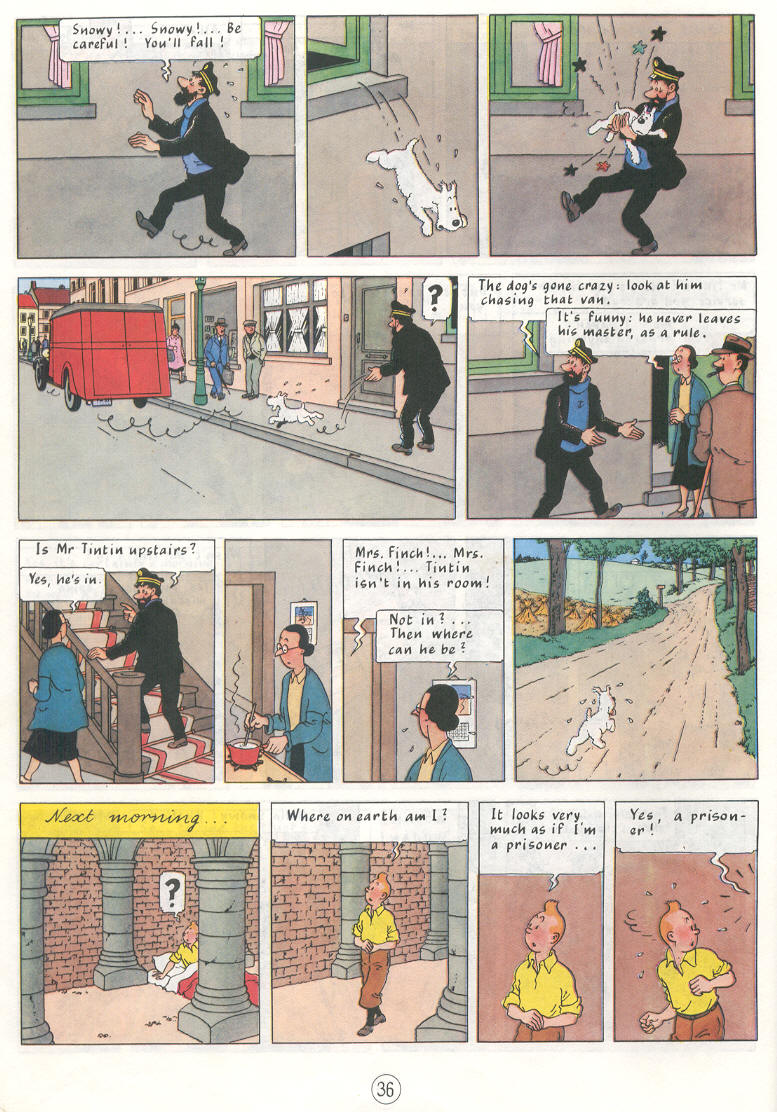 Snowy!... Snowy!... Be
careful! You'll fall!
?
The dog's gone crazy: look at him
chasing that van.
It's funny: he never leaves
his master, as a rule.
Is Mr Tintin upstairs?
Yes, he's in.
Mrs. Finch!... Mrs.
Finch!... Tintin
isn't in his room!
Not in? ...
Then where
can he be?
Next morning...
?
Where on earth am I?
It looks very
much as if I'm
a prisoner ...
Yes, a prison-
er!
36